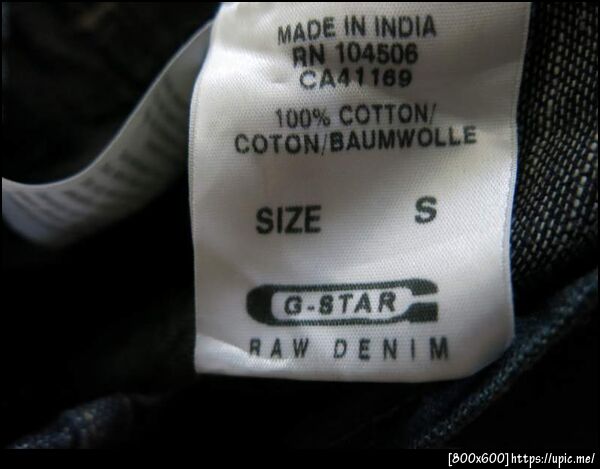 MADE IN INDIA
RN 104506
CA41169
100% COTTON/
COTON/BAUMWOLLE
SIZE S
G-STAR
RAW DENIM
[800x600]https://upic.me/